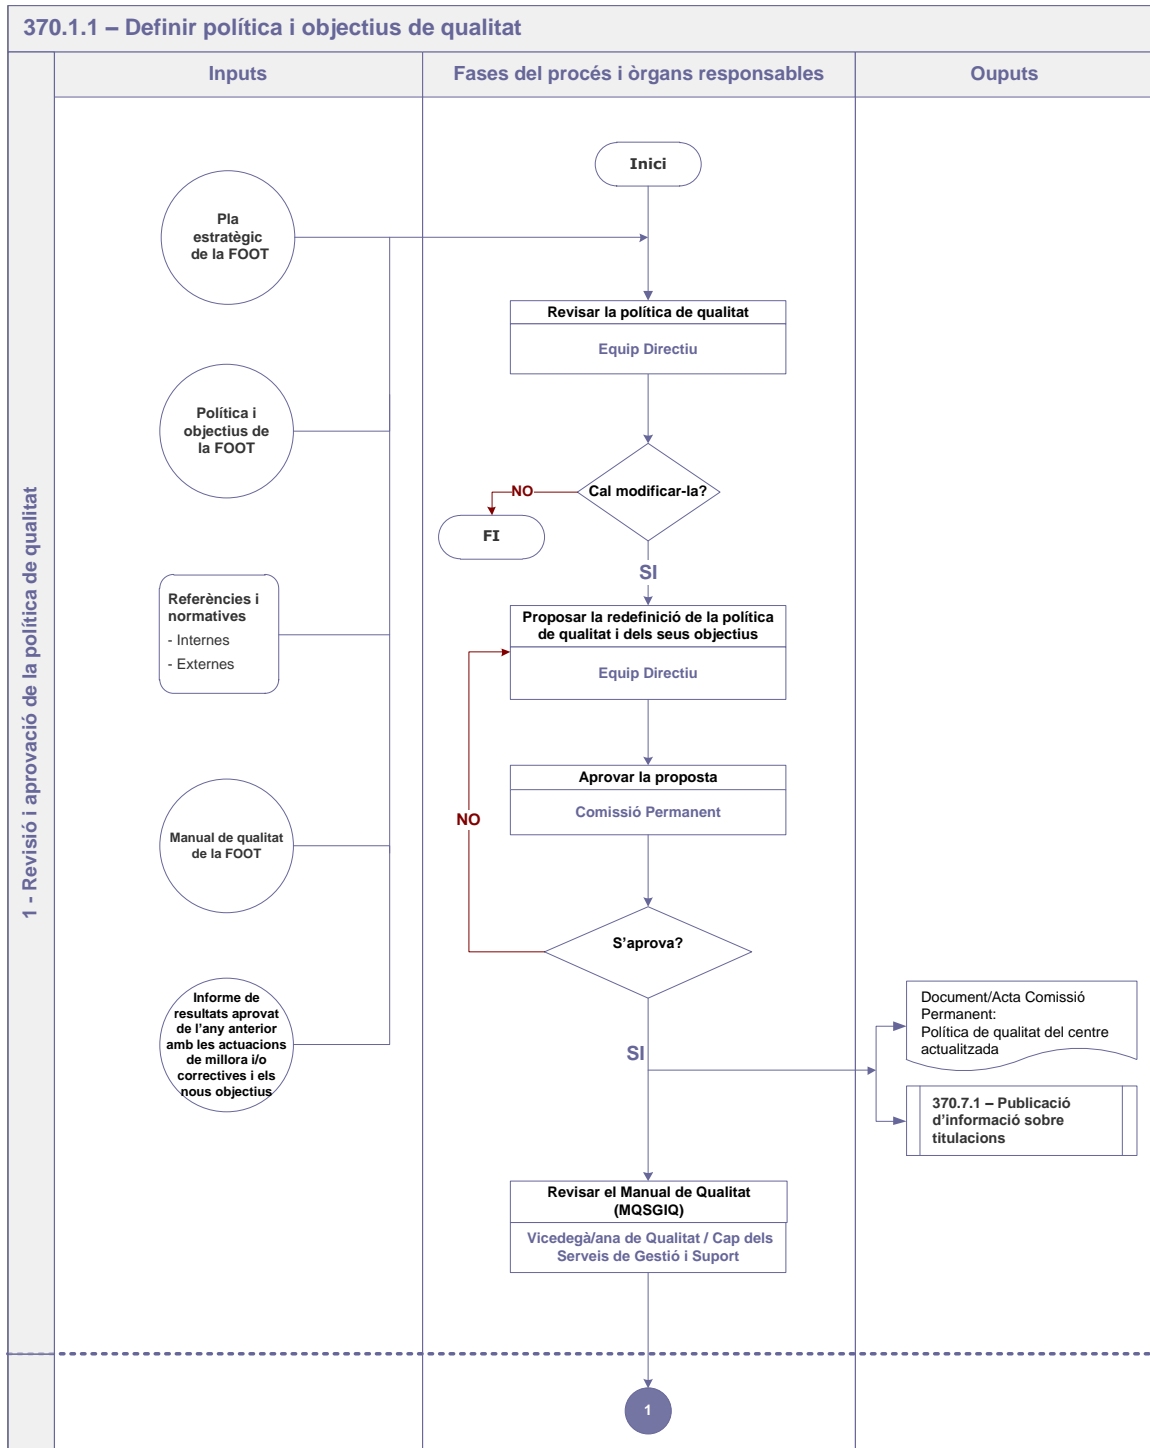 370.1.1 – Definir política i objectius de qualitat
Inputs
Fases del procés i òrgans responsables
Ouputs
1 - Revisió i aprovació de la política de qualitat
Inici
Pla
estratègic
de la FOOT
Revisar la política de qualitat
Equip Directiu
Política i
objectius de
la FOOT
Cal modificar-la?
NO
FI
SI
Referències i
normatives
- Internes
- Externes
Proposar la redefinició de la política
de qualitat i dels seus objectius
Equip Directiu
Aprovar la proposta
Comissió Permanent
NO
Manual de qualitat
de la FOOT
S’aprova?
Informe de
resultats aprovat
de l’any anterior
amb les actuacions
de millora i/o
correctives i els
nous objectius
SI
Document/Acta Comissió
Permanent:
Política de qualitat del centre
actualitzada
370.7.1 – Publicació
d’informació sobre
titulacions
Revisar el Manual de Qualitat
(MQSGIQ)
Vicedegà/ana de Qualitat / Cap dels
Serveis de Gestió i Suport
1